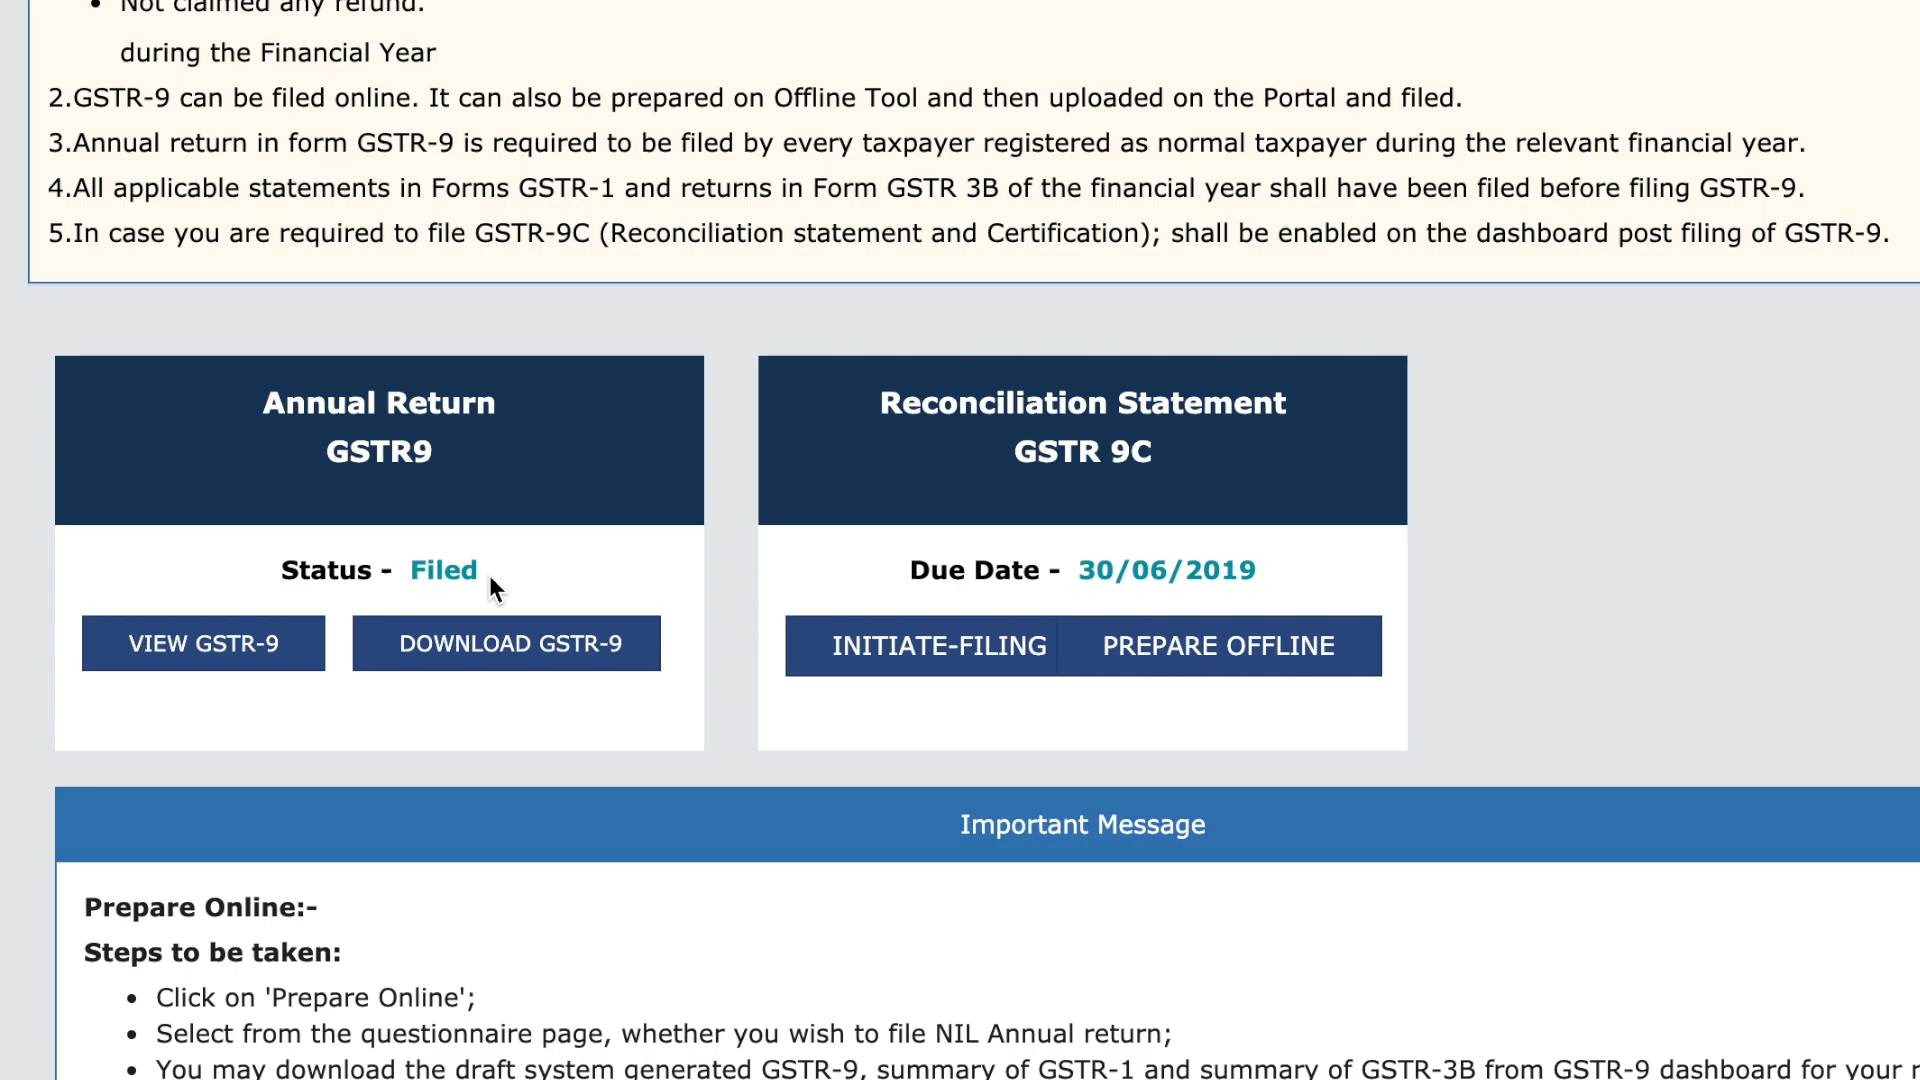 • Not claimed any refund.
during the Financial Year
2.GSTR-9 can be filed online. It can also be prepared on Offline Tool and then uploaded on the Portal and filed.
3.Annual return in form GSTR-9 is required to be filed by every taxpayer registered as normal taxpayer during the relevant financial year.
4.All applicable statements in Forms GSTR-1 and returns in Form GSTR 3B of the financial year shall have been filed before filing GSTR-9.
5.In case you are required to file GSTR-9C (Reconciliation statement and Certification); shall be enabled on the dashboard post filing of GSTR-9.
Annual Return
GSTR9
Status - Filed
VIEW GSTR-9
DOWNLOAD GSTR-9
Reconciliation Statement
GSTR 9C
Due Date - 30/06/2019
INITIATE-FILING
PREPARE OFFLINE
Important Message
Prepare Online:-
Steps to be taken:
• Click on 'Prepare Online';
• Select from the questionnaire page, whether you wish to file NIL Annual return;
• You may download the draft system generated GSTR-9, summary of GSTR-1 and summary of GSTR-3B from GSTR-9 dashboard for your